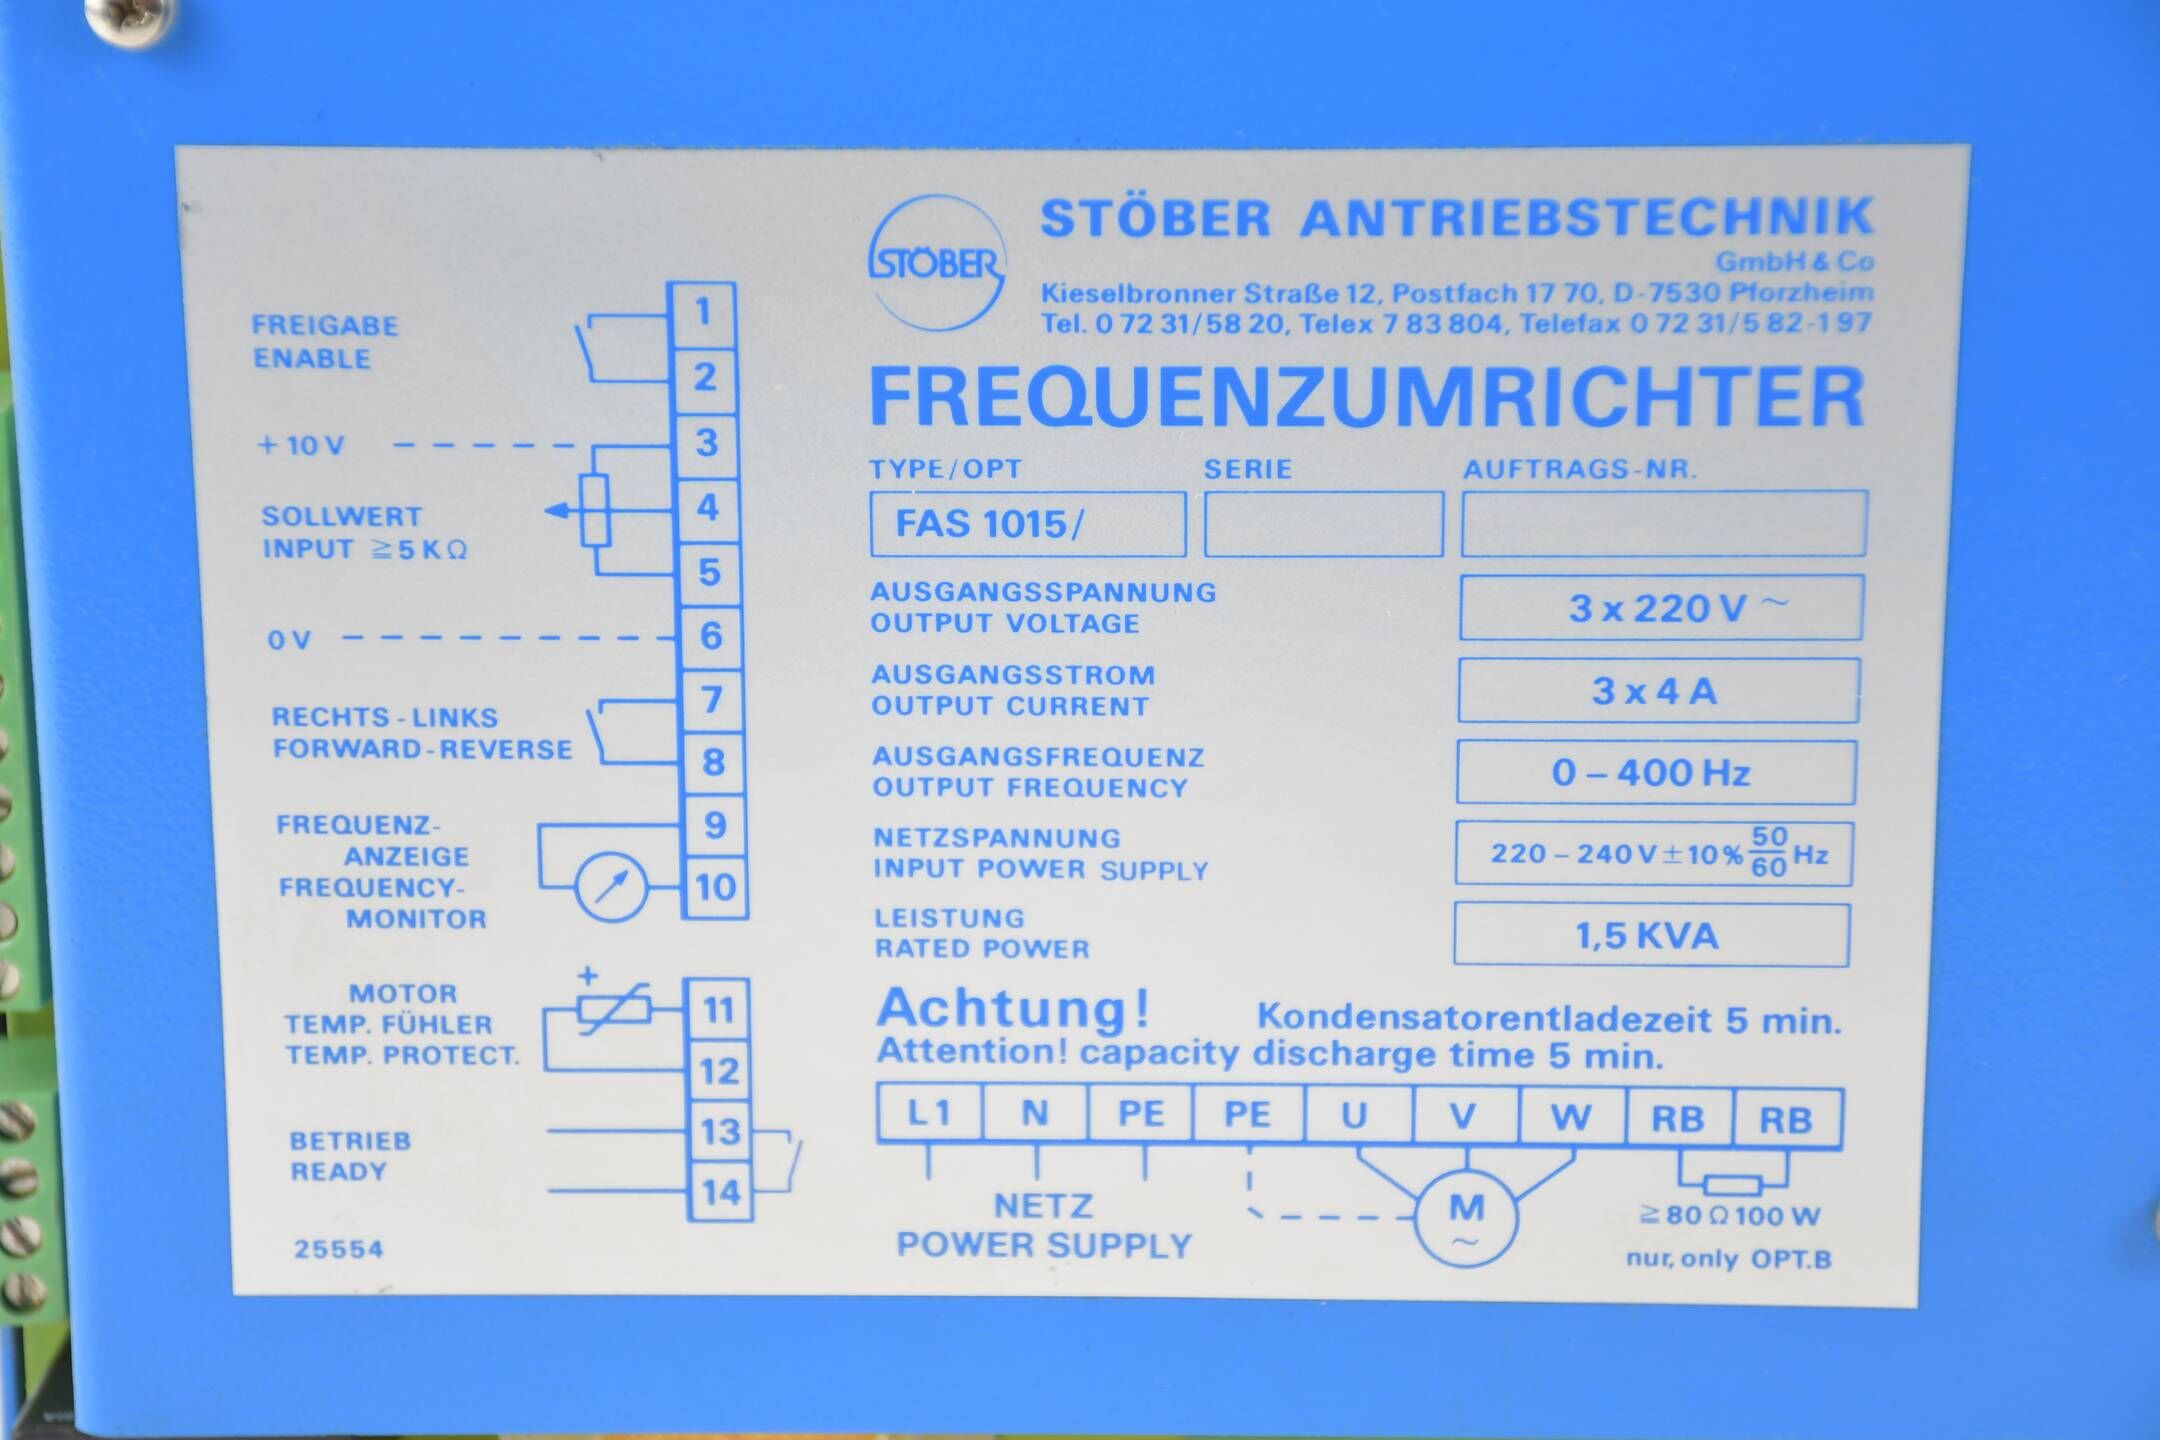 FREIGABE
ENABLE
+ 10 V
SOLLWERT
INPUT ≧ 5 K Ω
0 V
RECHTS - LINKS
FORWARD - REVERSE
FREQUENZ-
ANZEIGE
FREQUENCY-
MONITOR
MOTOR
TEMP. FÜHLER
TEMP. PROTECT.
BETRIEB
READY
25554
1
2
3
4
5
6
7
8
9
10
+
11
12
13
14
STÖBER
STÖBER ANTRIEBSTECHNIK
GmbH & Co
Kieselbronner Straße 12, Postfach 17 70, D-7530 Pforzheim
Tel. 0 72 31/58 20, Telex 7 83 804, Telefax 0 72 31/5 82-1 97
FREQUENZUMRICHTER
TYPE/OPT SERIE AUFTRAGS-NR.
FAS 1015/
AUSGANGSSPANNUNG
OUTPUT VOLTAGE
3 x 220 V ~
AUSGANGSSTROM
OUTPUT CURRENT
3 x 4 A
AUSGANGSFREQUENZ
OUTPUT FREQUENCY
0 – 400 Hz
NETZSPANNUNG
INPUT POWER SUPPLY
220 – 240 V ± 10 % 50/60 Hz
LEISTUNG
RATED POWER
1,5 KVA
Achtung! Kondensatorentladezeit 5 min.
Attention! capacity discharge time 5 min.
L1 N PE PE U V W RB RB
NETZ
POWER SUPPLY
M
~
≧ 80 Ω 100 W
nur, only OPT.B